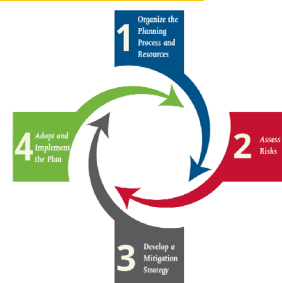 1
Organize the
Planning
Process and
Resources
2
Assess
Risks
3
Develop a
Mitigation
Strategy
4
Adopt and
Implement
the Plan